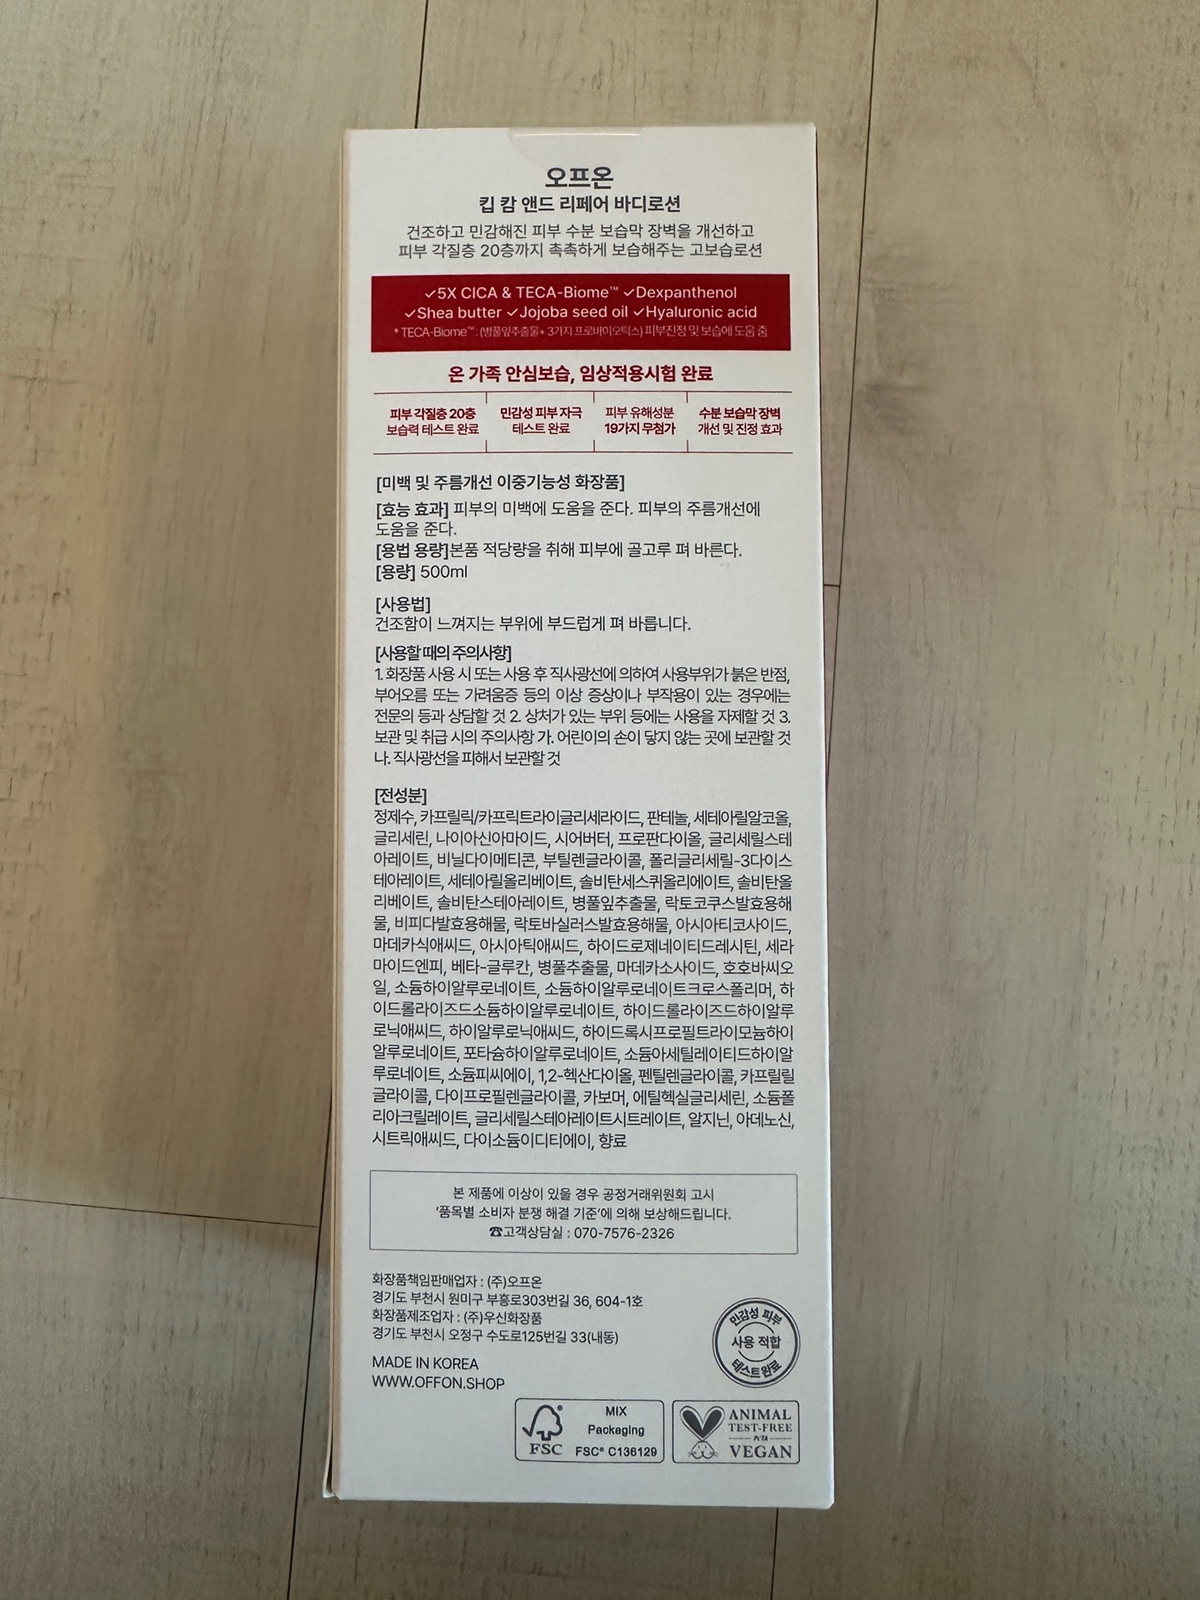 오프온
킵 캄 앤드 리페어 바디로션
건조하고 민감해진 피부 수분 보습막 장벽을 개선하고
피부 각질층 20층까지 촉촉하게 보습해주는 고보습로션
✓5X CICA & TECA-Biome™ ✓Dexpanthenol
✓Shea butter ✓Jojoba seed oil ✓Hyaluronic acid
* TECA-Biome™: (병풀잎추출물+ 3가지 프로바이오틱스) 피부진정 및 보습에 도움 줌
온 가족 안심보습, 임상적용시험 완료
피부 각질층 20층
보습력 테스트 완료
민감성 피부 자극
테스트 완료
피부 유해성분
19가지 무첨가
수분 보습막 장벽
개선 및 진정 효과
[미백 및 주름개선 이중기능성 화장품]
[효능 효과] 피부의 미백에 도움을 준다. 피부의 주름개선에
도움을 준다.
[용법 용량]본품 적당량을 취해 피부에 골고루 펴 바른다.
[용량] 500ml
[사용법]
건조함이 느껴지는 부위에 부드럽게 펴 바릅니다.
[사용할 때의 주의사항]
1. 화장품 사용 시 또는 사용 후 직사광선에 의하여 사용부위가 붉은 반점,
부어오름 또는 가려움증 등의 이상 증상이나 부작용이 있는 경우에는
전문의 등과 상담할 것 2. 상처가 있는 부위 등에는 사용을 자제할 것 3.
보관 및 취급 시의 주의사항 가. 어린이의 손이 닿지 않는 곳에 보관할 것
나. 직사광선을 피해서 보관할 것
[전성분]
정제수, 카프릴릭/카프릭트라이글리세라이드, 판테놀, 세테아릴알코올,
글리세린, 나이아신아마이드, 시어버터, 프로판다이올, 글리세릴스테
아레이트, 비닐다이메티콘, 부틸렌글라이콜, 폴리글리세릴-3다이스
테아레이트, 세테아릴올리베이트, 솔비탄세스퀴올리에이트, 솔비탄올
리베이트, 솔비탄스테아레이트, 병풀잎추출물, 락토코쿠스발효용해
물, 비피다발효용해물, 락토바실러스발효용해물, 아시아티코사이드,
마데카식애씨드, 아시아틱애씨드, 하이드로제네이티드레시틴, 세라
마이드엔피, 베타-글루칸, 병풀추출물, 마데카소사이드, 호호바씨오
일, 소듐하이알루로네이트, 소듐하이알루로네이트크로스폴리머, 하
이드롤라이즈드소듐하이알루로네이트, 하이드롤라이즈드하이알루
로닉애씨드, 하이알루로닉애씨드, 하이드록시프로필트라이모늄하이
알루로네이트, 포타슘하이알루로네이트, 소듐아세틸레이티드하이알
루로네이트, 소듐피씨에이, 1,2-헥산다이올, 펜틸렌글라이콜, 카프릴릴
글라이콜, 다이프로필렌글라이콜, 카보머, 에틸헥실글리세린, 소듐폴
리아크릴레이트, 글리세릴스테아레이트시트레이트, 알지닌, 아데노신,
시트릭애씨드, 다이소듐이디티에이, 향료
본 제품에 이상이 있을 경우 공정거래위원회 고시
'품목별 소비자 분쟁 해결 기준'에 의해 보상해드립니다.
☎고객상담실 : 070-7576-2326
화장품책임판매업자 : (주)오프온
경기도 부천시 원미구 부흥로303번길 36, 604-1호
화장품제조업자 : (주)우신화장품
경기도 부천시 오정구 수도로125번길 33(내동)
MADE IN KOREA
WWW.OFFON.SHOP
민감성 피부
사용 적합
테스트완료
FSC
MIX
Packaging
FSC® C136129
ANIMAL
TEST-FREE
PETA
VEGAN